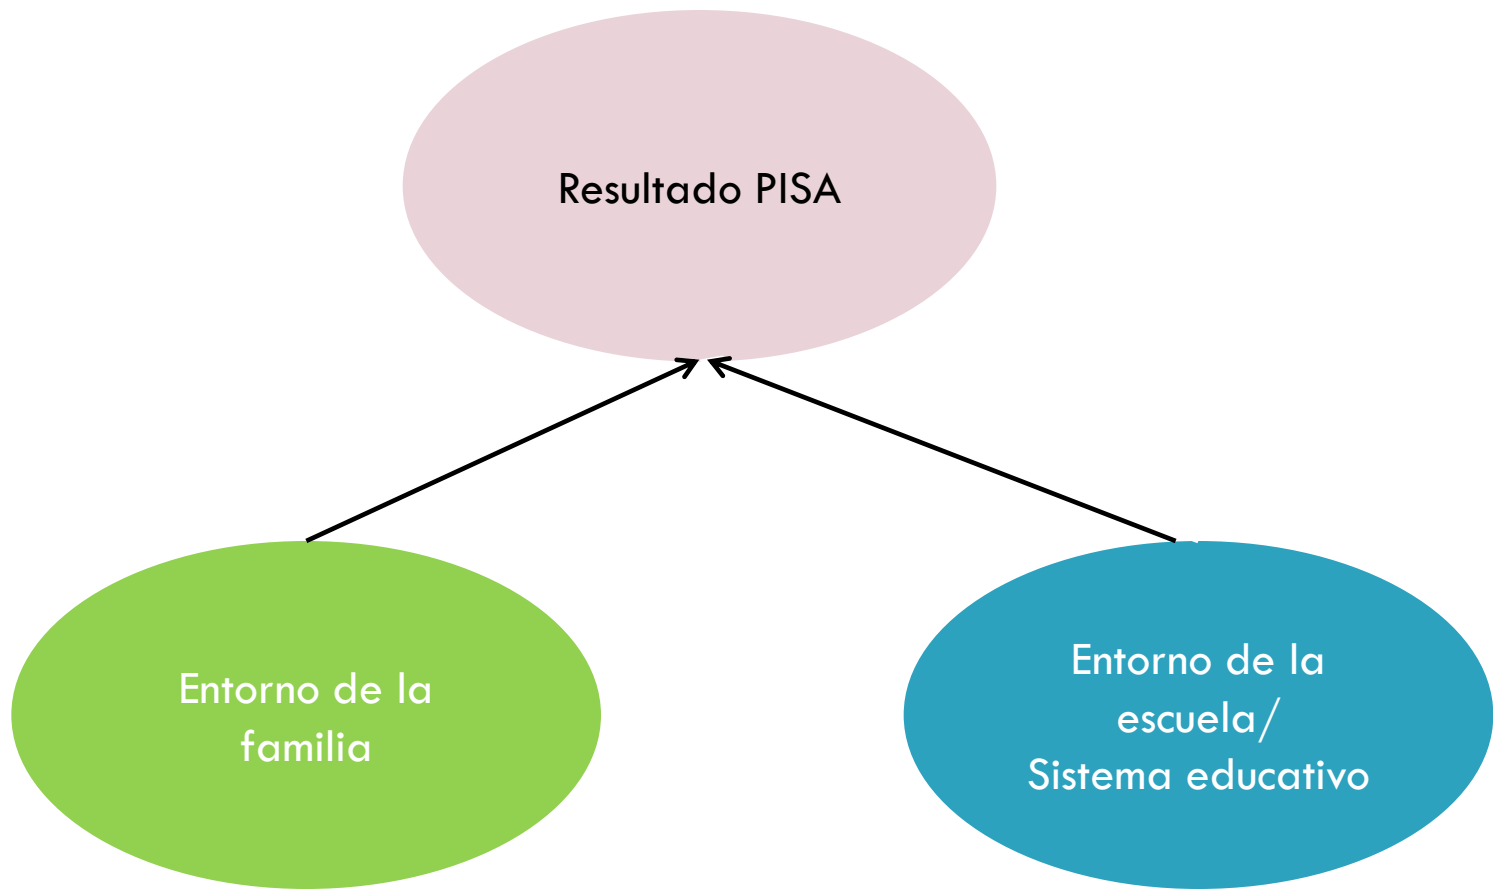 Resultado PISA
Entorno de la
familia
Entorno de la
escuela/
Sistema educativo